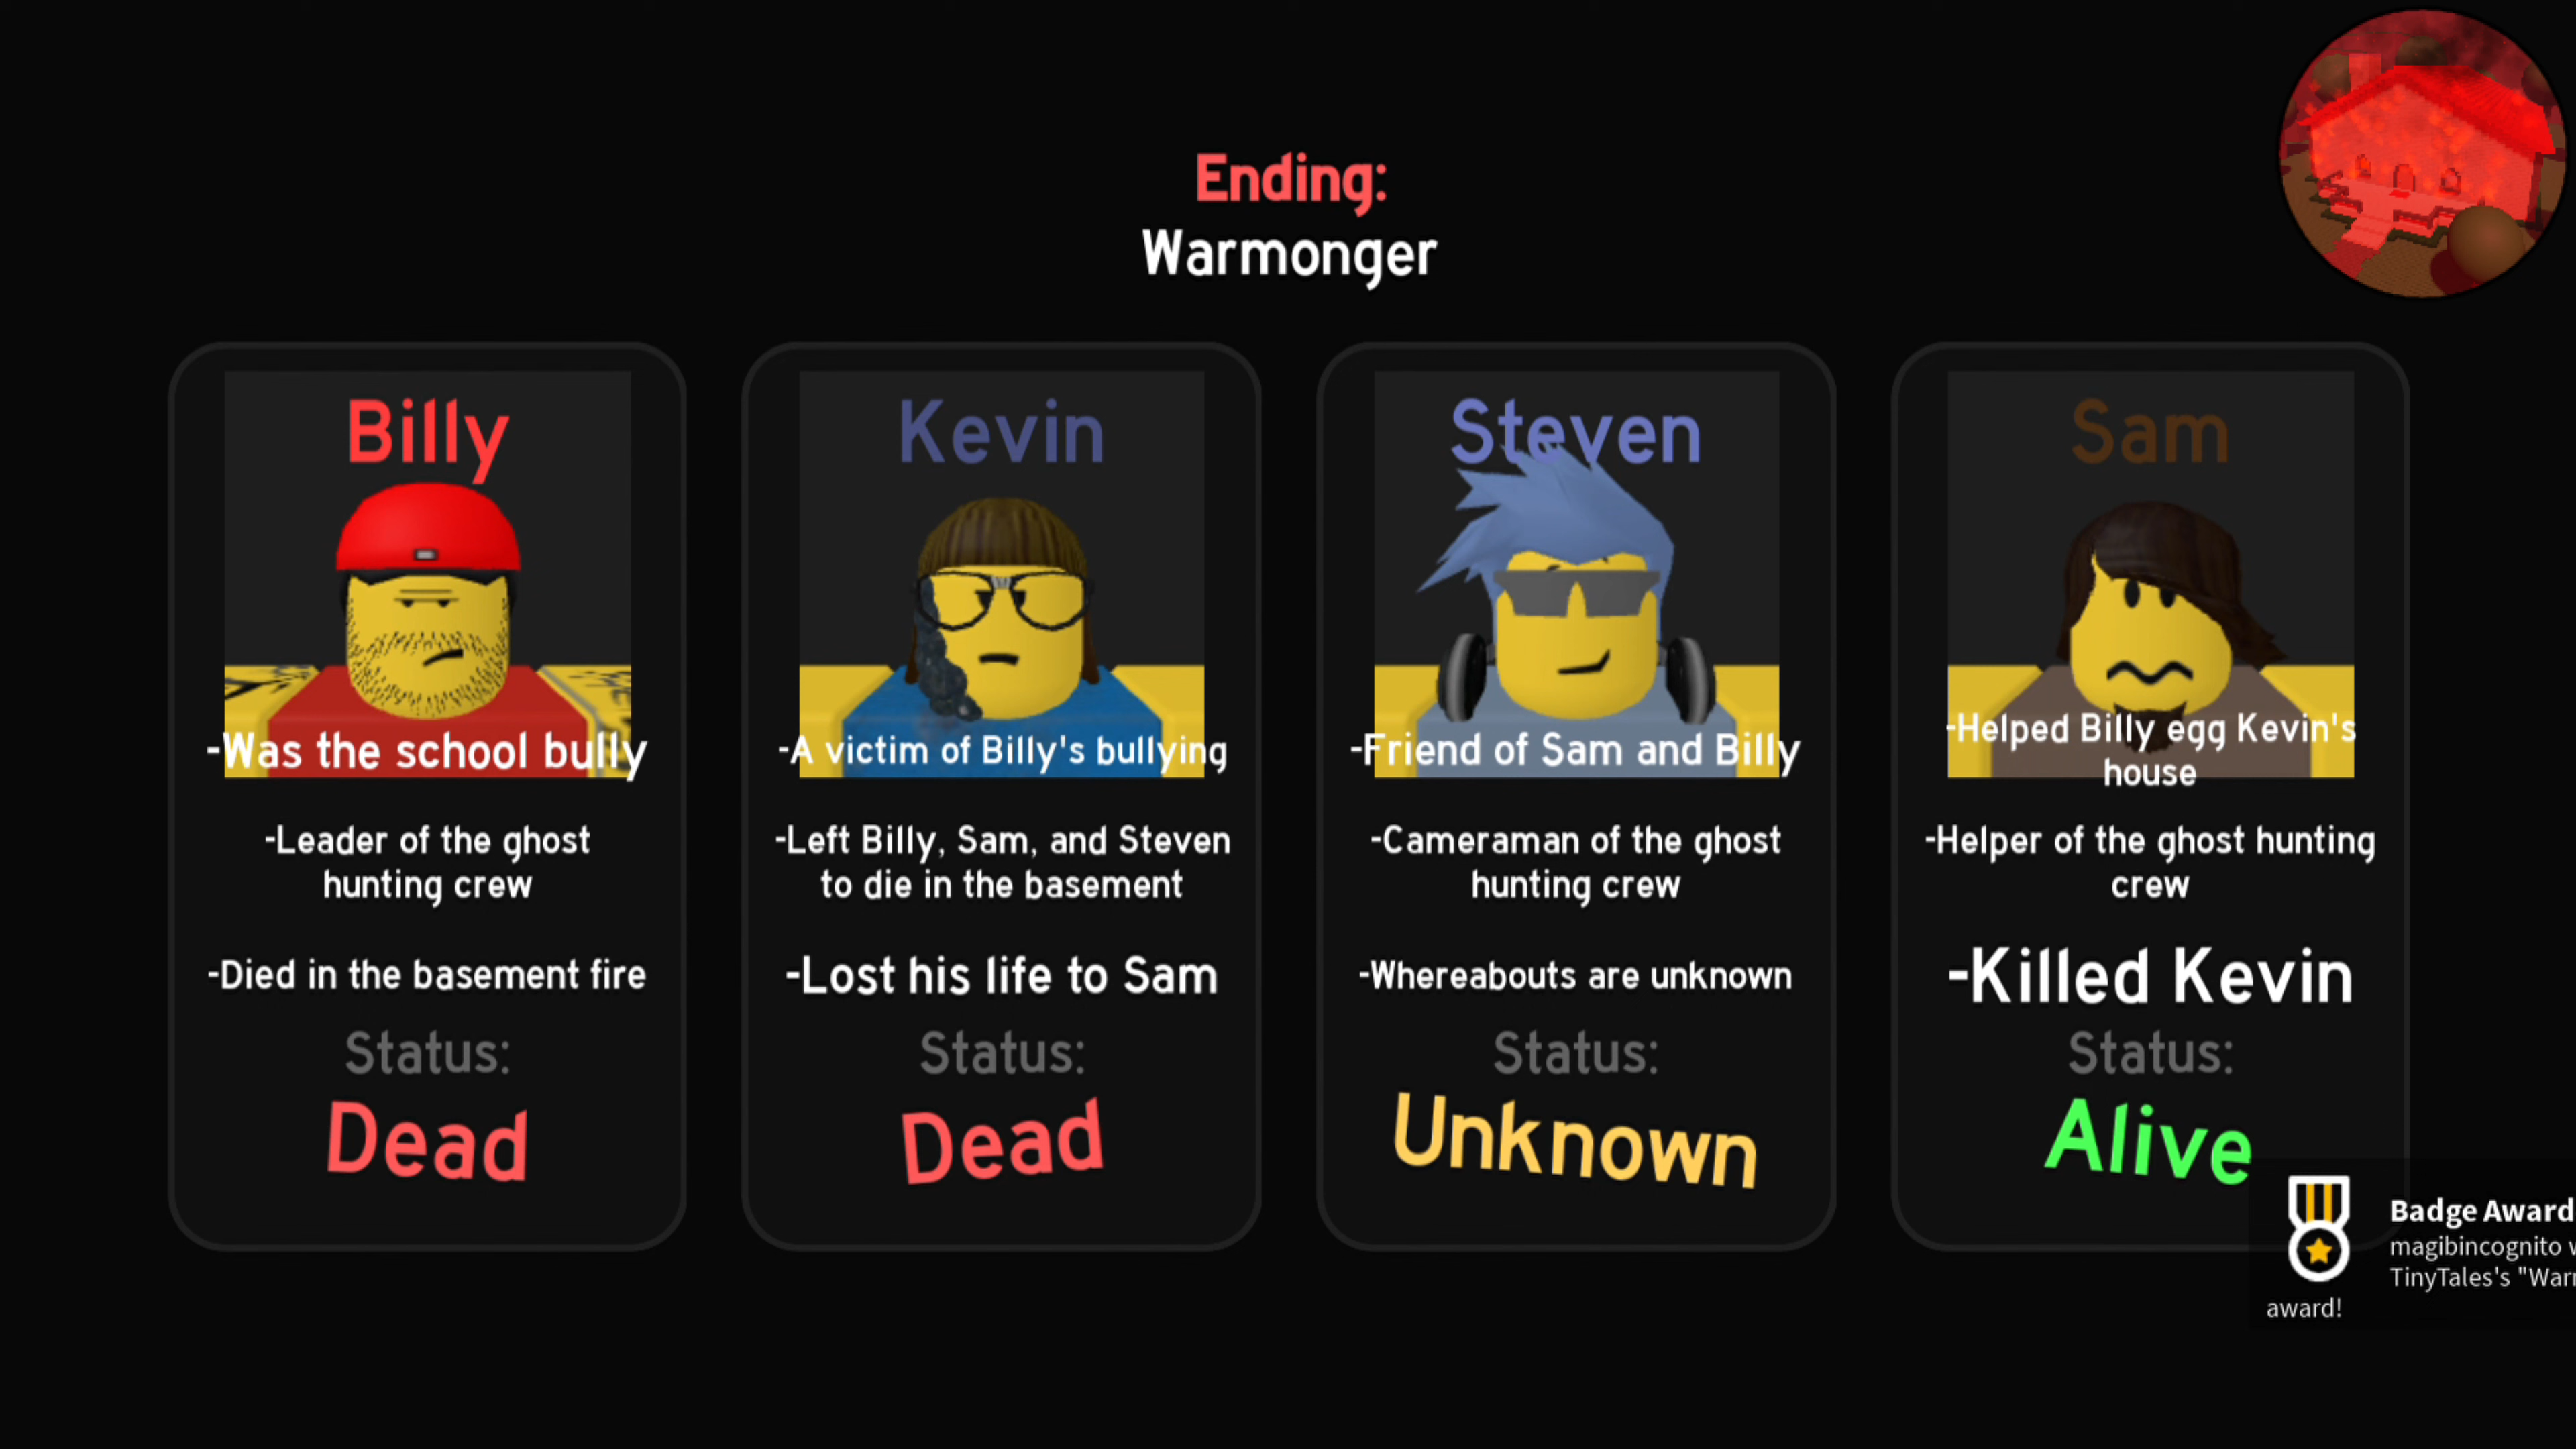 Ending:
Warmonger
Billy
-Was the school bully
-Leader of the ghost
hunting crew
-Died in the basement fire
Status:
Dead
Kevin
-A victim of Billy's bullying
-Left Billy, Sam, and Steven
to die in the basement
-Lost his life to Sam
Status:
Dead
Steven
-Friend of Sam and Billy
-Cameraman of the ghost
hunting crew
-Whereabouts are unknown
Status:
Unknown
Sam
-Helped Billy egg Kevin's
house
-Helper of the ghost hunting
crew
-Killed Kevin
Status:
Alive
Badge Award
magibincognito
TinyTales's
award!